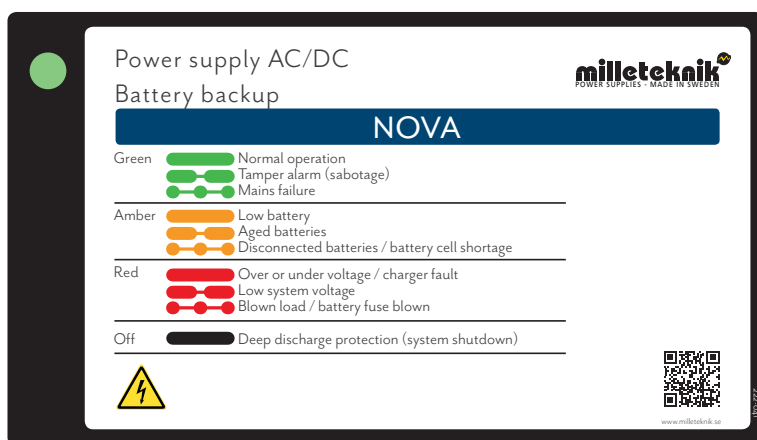 Power supply AC/DC
Battery backup
milleteknik
POWER SUPPLIES - MADE IN SWEDEN
NOVA
Green
Normal operation
Tamper alarm (sabotage)
Mains failure
Amber
Low battery
Aged batteries
Disconnected batteries / battery cell shortage
Red
Over or under voltage / charger fault
Low system voltage
Blown load / battery fuse blown
Off
Deep discharge protection (system shutdown)
www.milleteknik.se